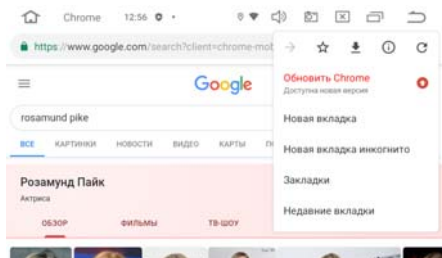 Chrome 12:56
https://www.google.com/search?client=chrome-mob
Google
Обновить Chrome
Доступна новая версия
rosamund pike
Новая вкладка
ВСЕ КАРТИНКИ НОВОСТИ ВИДЕО КАРТЫ
Новая вкладка инкогнито
Розамунд Пайк
Актриса
Закладки
ОБЗОР ФИЛЬМЫ ТВ-ШОУ
Недавние вкладки